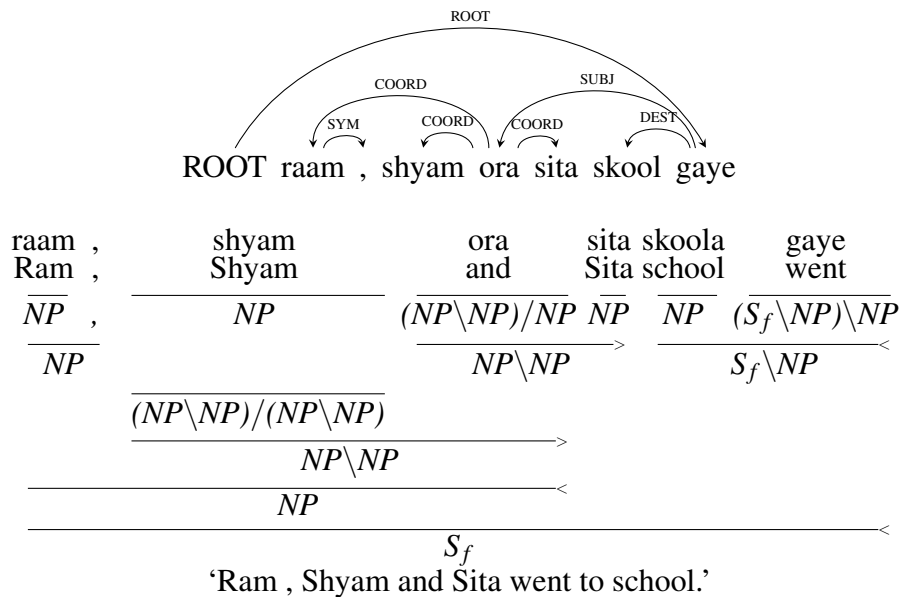 ROOT
COORD SUBJ
SYM COORD COORD DEST
ROOT raam , shyam ora sita skool gaye
raam , shyam ora sita skoola gaye
Ram , Shyam and Sita school went
NP , NP (NP\NP)/NP NP NP (S_f\NP)\NP
> <
NP NP\NP S_f\NP
(NP\NP)/(NP\NP)
>
NP\NP
<
NP
<
S_f
‘Ram , Shyam and Sita went to school.’